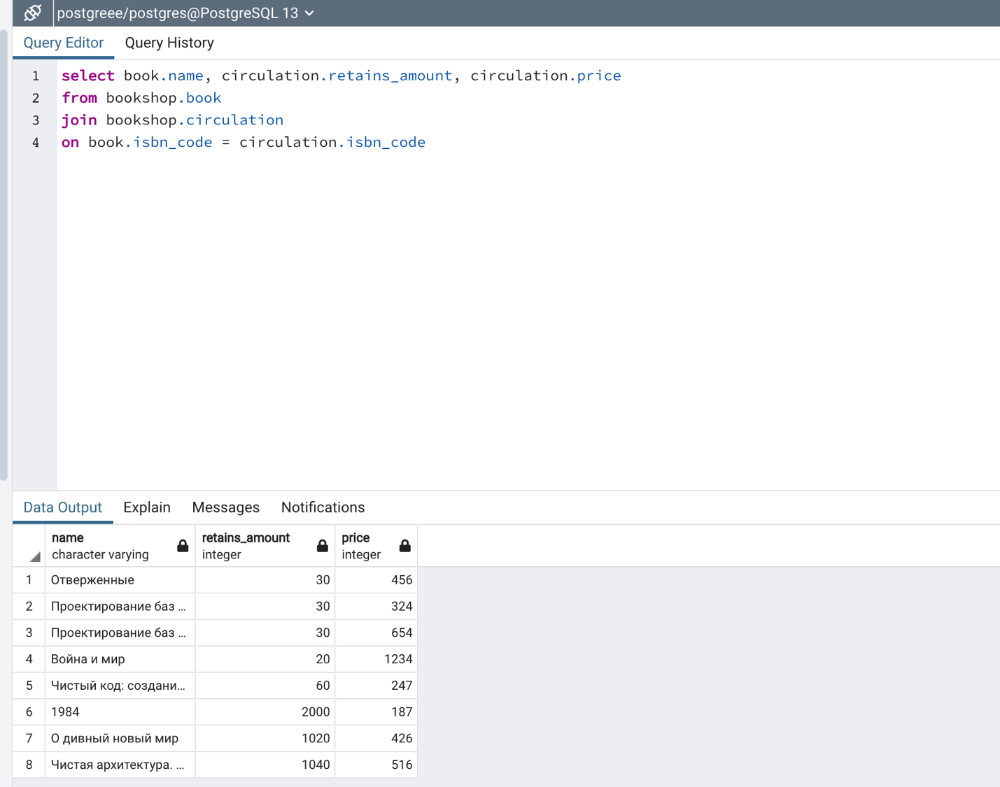 postgreee/postgres@PostgreSQL 13
Query Editor Query History
1 select book.name, circulation.retains_amount, circulation.price
2 from bookshop.book
3 join bookshop.circulation
4 on book.isbn_code = circulation.isbn_code
Data Output Explain Messages Notifications
name retains_amount price
character varying integer integer
1 Отверженные 30 456
2 Проектирование баз ... 30 324
3 Проектирование баз ... 30 654
4 Война и мир 20 1234
5 Чистый код: создани... 60 247
6 1984 2000 187
7 О дивный новый мир 1020 426
8 Чистая архитектура. ... 1040 516